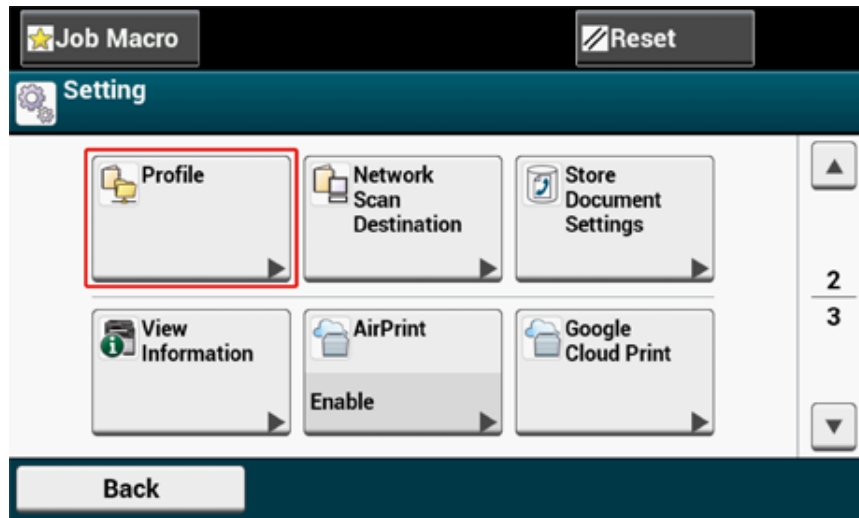 Job Macro
Reset
Setting
Profile
Network
Scan
Destination
Store
Document
Settings
2
3
View
Information
AirPrint
Enable
Google
Cloud Print
Back